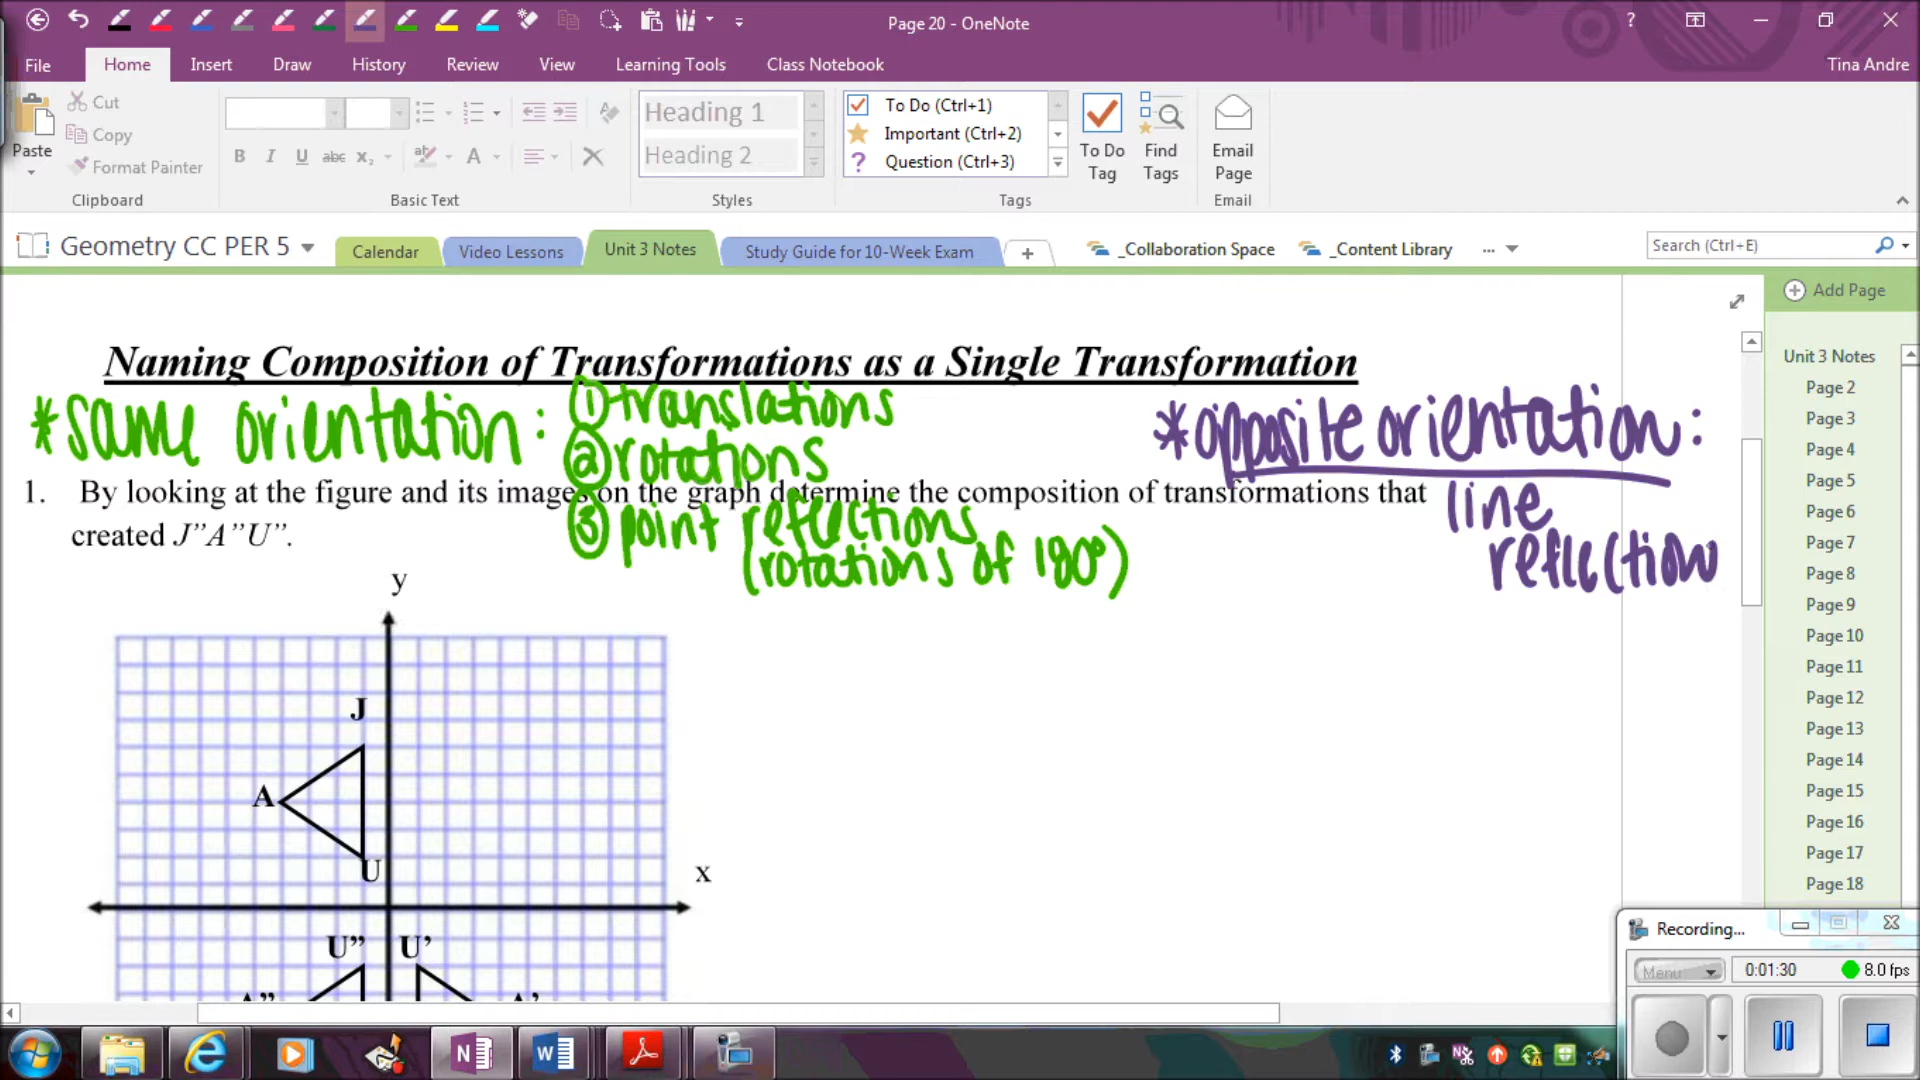 Page 20 - OneNote
?
File
Home
Insert
Draw
History
Review
View
Learning Tools
Class Notebook
Tina Andre
Paste
Cut
Copy
Format Painter
Clipboard
B I U abc x₂ A
Basic Text
Heading 1
Heading 2
Styles
To Do (Ctrl+1)
Important (Ctrl+2)
? Question (Ctrl+3)
Tags
To Do
Tag
Find
Tags
Email
Page
Email
Geometry CC PER 5
Calendar
Video Lessons
Unit 3 Notes
Study Guide for 10-Week Exam
+
_Collaboration Space
_Content Library
...
Search (Ctrl+E)
Add Page
Unit 3 Notes
Page 2
Page 3
Page 4
Page 5
Page 6
Page 7
Page 8
Page 9
Page 10
Page 11
Page 12
Page 13
Page 14
Page 15
Page 16
Page 17
Page 18
Naming Composition of Transformations as a Single Transformation
*same orientation: ① translations
② rotations
③ point reflections
(rotations of 180°)
*opposite orientation:
line
reflection
1. By looking at the figure and its images on the graph determine the composition of transformations that
created J”A”U”.
y
J
A
U
x
U” U’
A” A’
Recording...
Menu
0:01:30
8.0 fps